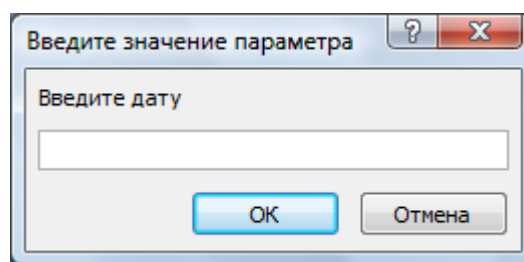 Введите значение параметра
Введите дату
ОК
Отмена